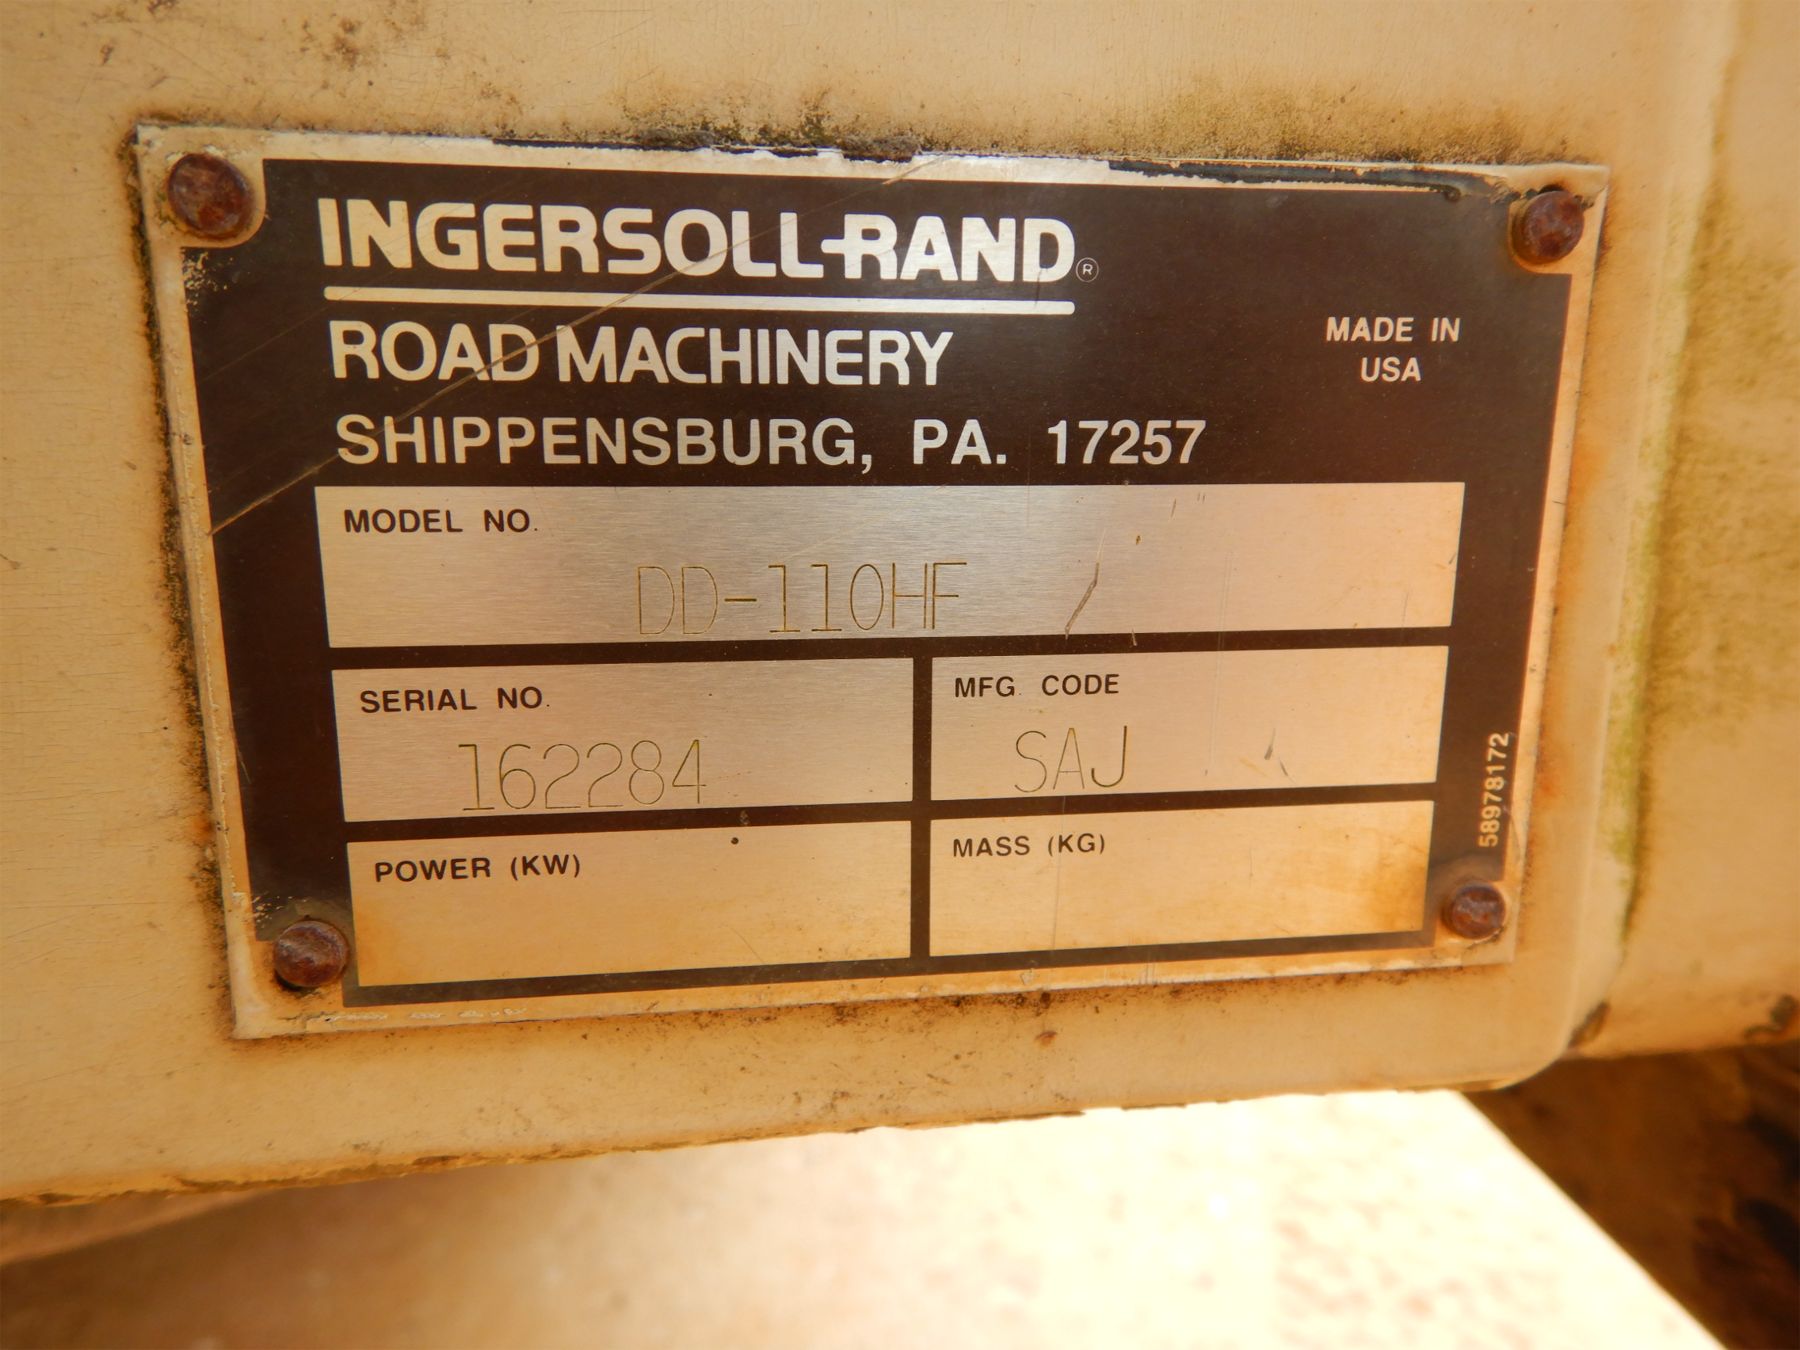 INGERSOLL-RAND®
ROAD MACHINERY
MADE IN
USA
SHIPPENSBURG, PA. 17257
MODEL NO.
DD-110HF
SERIAL NO.
162284
MFG. CODE
SAJ
POWER (KW)
MASS (KG)
58978172